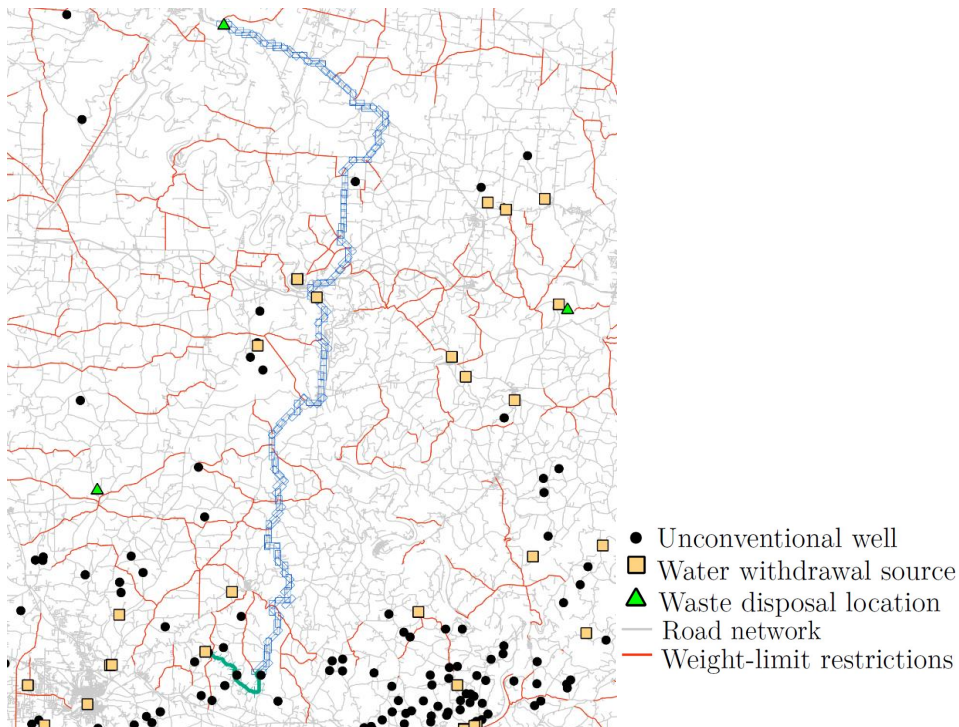 Unconventional well
Water withdrawal source
Waste disposal location
Road network
Weight-limit restrictions